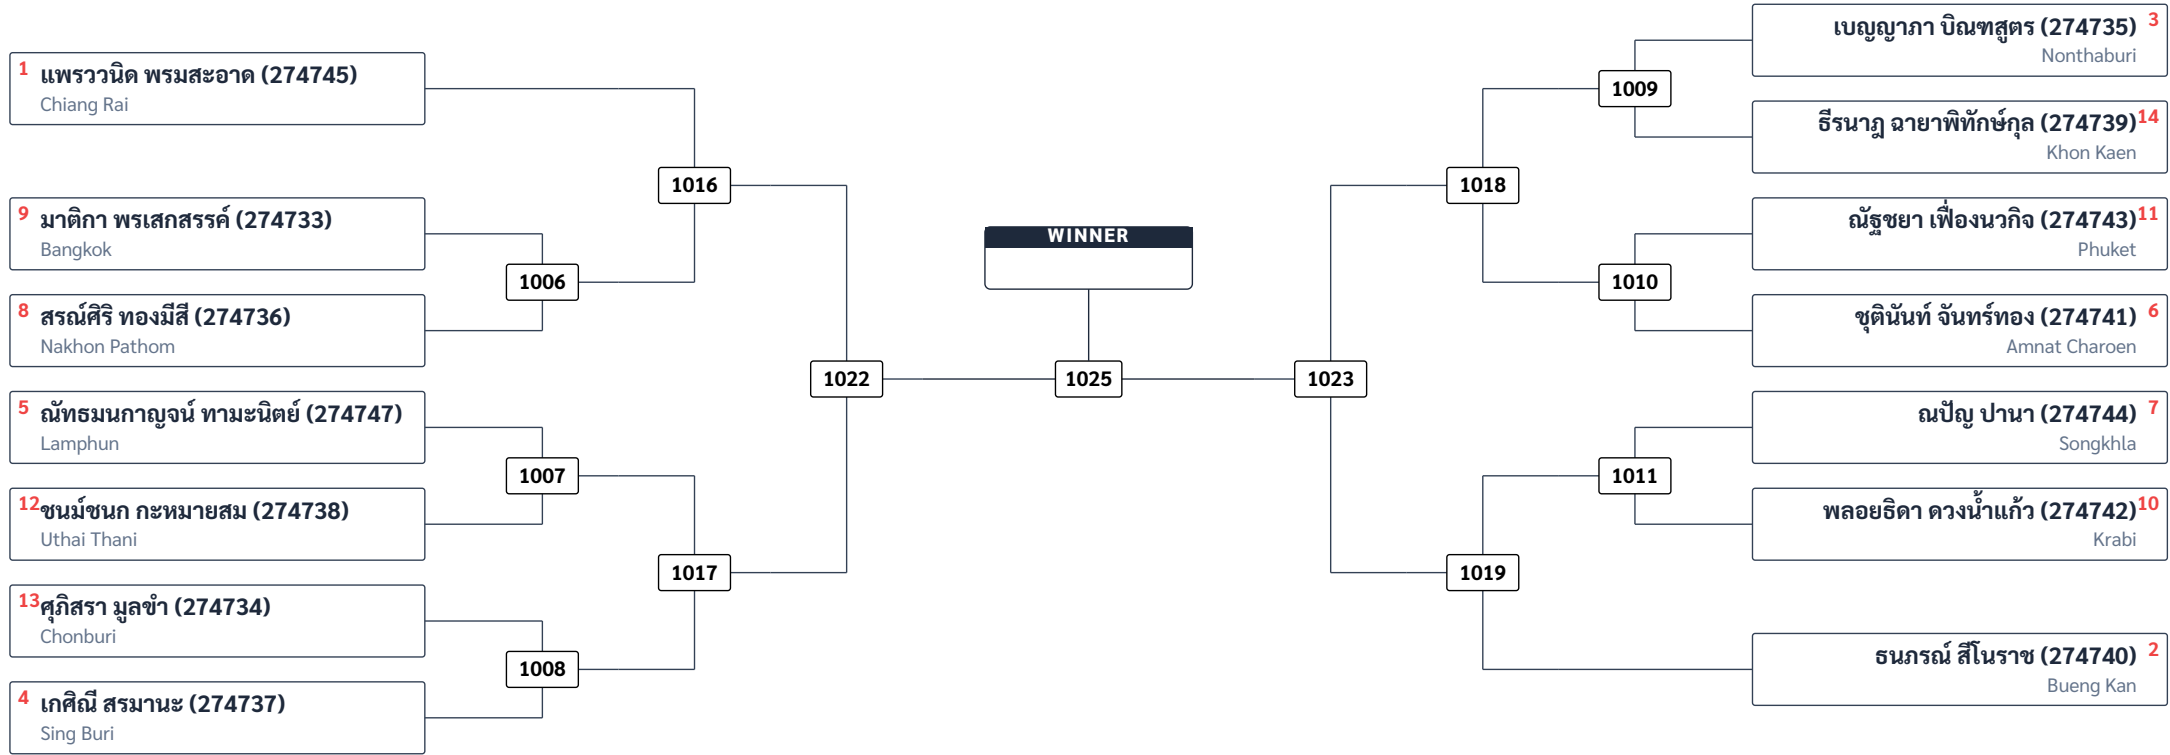 1
แพรววนิด พรมสะอาด (274745)
Chiang Rai
9
มาติกา พรเสกสรรค์ (274733)
Bangkok
8
สรณ์ศิริ ทองมีสี (274736)
Nakhon Pathom
5
ณัทธมนกาญจน์ ทามะนิตย์ (274747)
Lamphun
12
ชนม์ชนก กะหมายสม (274738)
Uthai Thani
13
ศุภิสรา มูลขำ (274734)
Chonburi
4
เกศิณี สรมานะ (274737)
Sing Buri
1006
1007
1008
1016
1017
1022
WINNER
1025
1023
1018
1019
1009
1010
1011
เบญญาภา บิณฑสูตร (274735)
3
Nonthaburi
ธีรนาฎ ฉายาพิทักษ์กุล (274739)
14
Khon Kaen
ณัฐชยา เฟื่องนวกิจ (274743)
11
Phuket
ชุตินันท์ จันทร์ทอง (274741)
6
Amnat Charoen
ณปัญ ปานา (274744)
7
Songkhla
พลอยธิดา ดวงน้ำแก้ว (274742)
10
Krabi
ธนภรณ์ สีโนราช (274740)
2
Bueng Kan